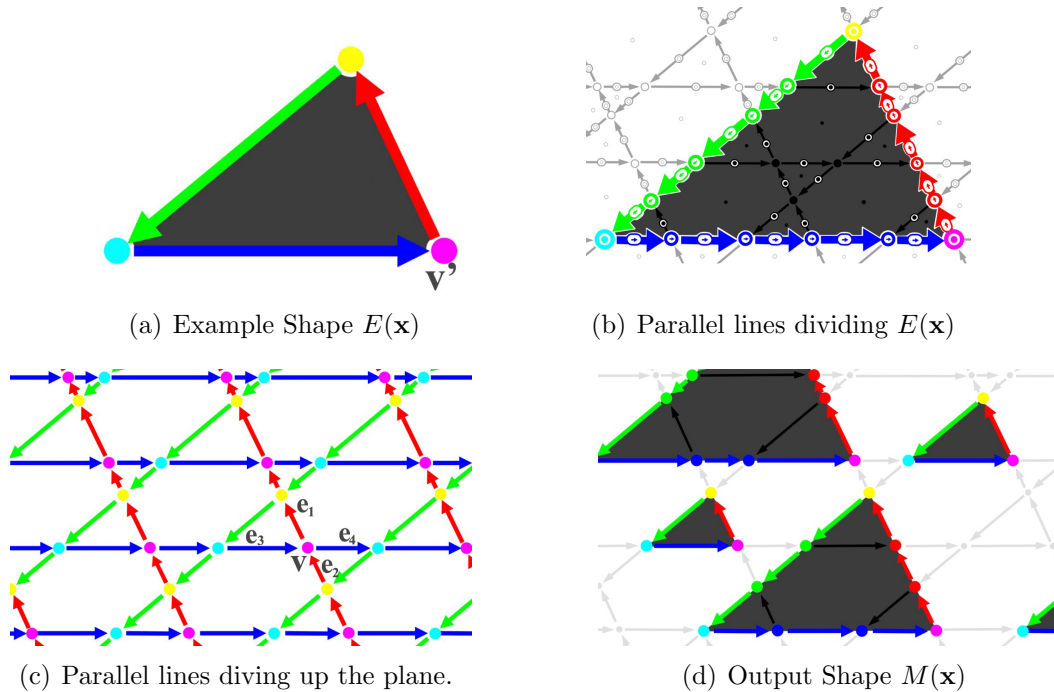 v'
(a) Example Shape E(x)
(b) Parallel lines dividing E(x)
e1
e3
e4
v
e2
(c) Parallel lines diving up the plane.
(d) Output Shape M(x)